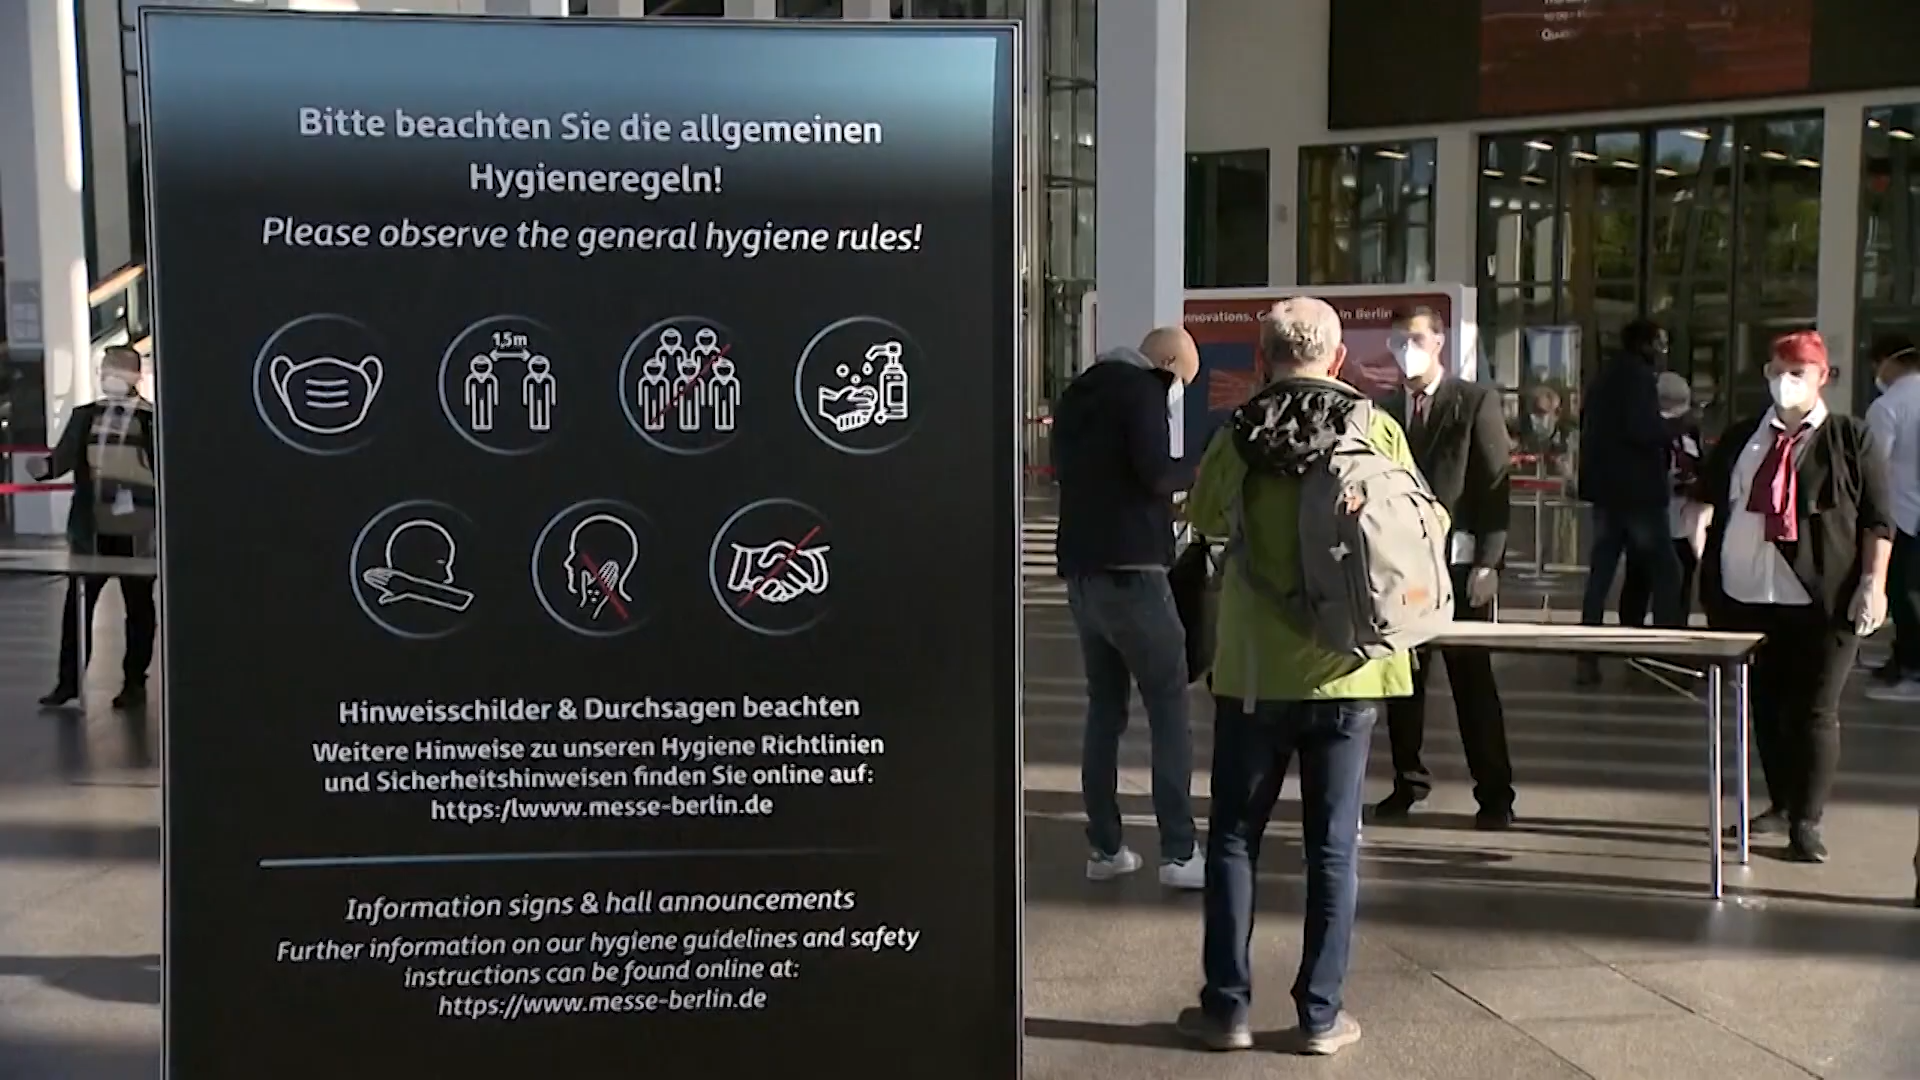 Bitte beachten Sie die allgemeinen
Hygieneregeln!
Please observe the general hygiene rules!
1,5m
Hinweisschilder & Durchsagen beachten
Weitere Hinweise zu unseren Hygiene Richtlinien
und Sicherheitshinweisen finden Sie online auf:
https:/lwww.messe-berlin.de
Information signs & hall announcements
Further information on our hygiene guidelines and safety
instructions can be found online at:
https://www.messe-berlin.de
in Berlin